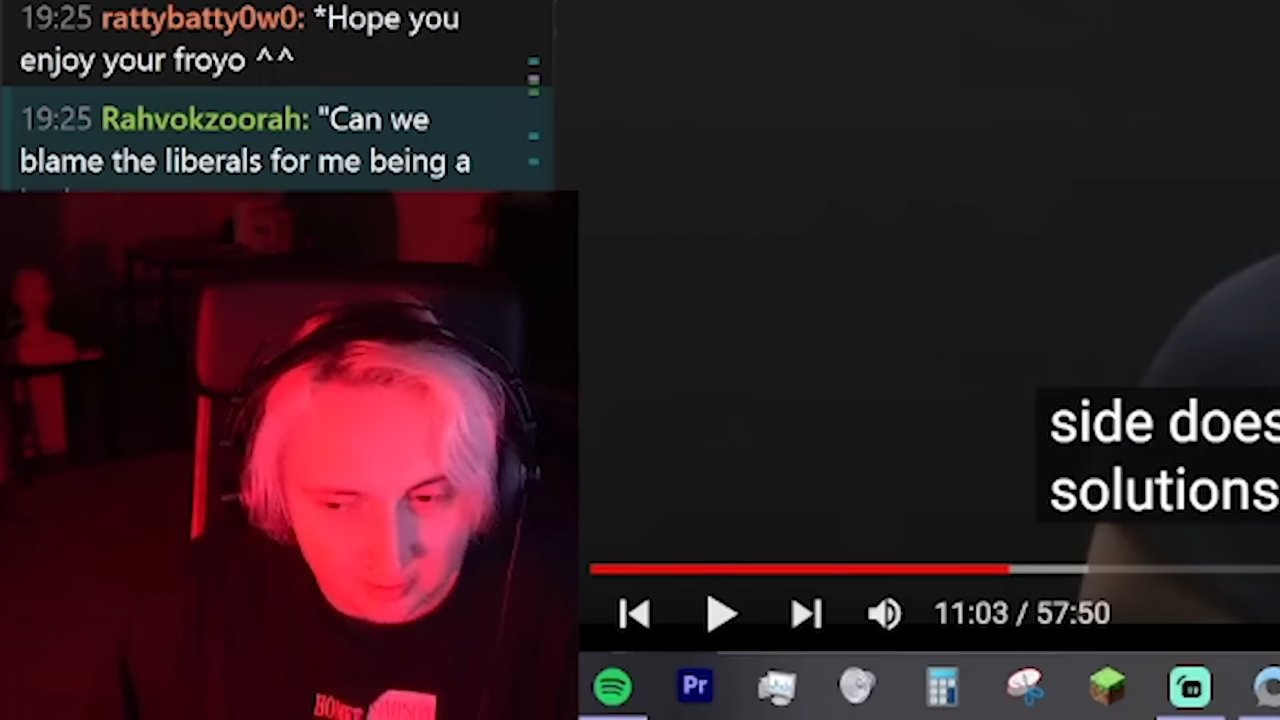 19:25 rattybatty0w0: *Hope you
enjoy your froyo ^^
19:25 Rahvokzoorah: "Can we
blame the liberals for me being a
side does
solutions
11:03 / 57:50
Pr